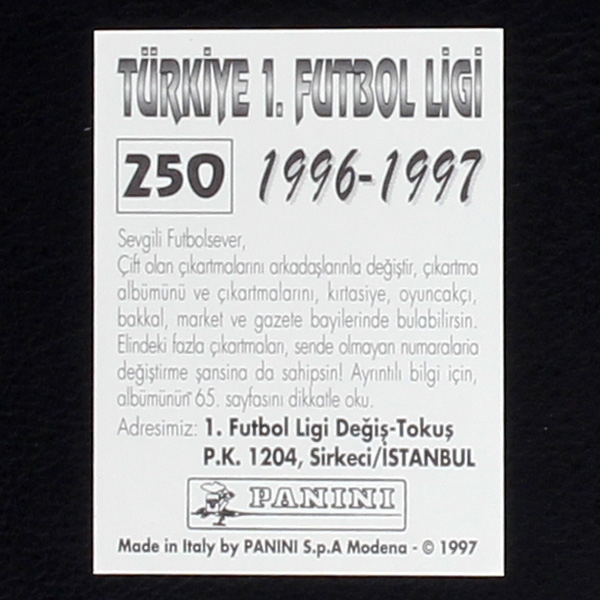 TÜRKİYE 1. FUTBOL LİGİ
250 1996-1997
Sevgili Futbolsever,
Çift olan çıkartmalarını arkadaşlarınla değiştir, çıkartma
albümünü ve çıkartmalarını, kırtasiye, oyuncakçı,
bakkal, market ve gazete bayilerinde bulabilirsin.
Elindeki fazla çıkartmaları, sende olmayan numaralarla
değiştirme şansına da sahipsin! Ayrıntılı bilgi için,
albümünün 65. sayfasını dikkatle oku.
Adresimiz: 1. Futbol Ligi Değiş-Tokuş
P.K. 1204, Sirkeci/İSTANBUL
PANINI
Made in Italy by PANINI S.p.A Modena - © 1997